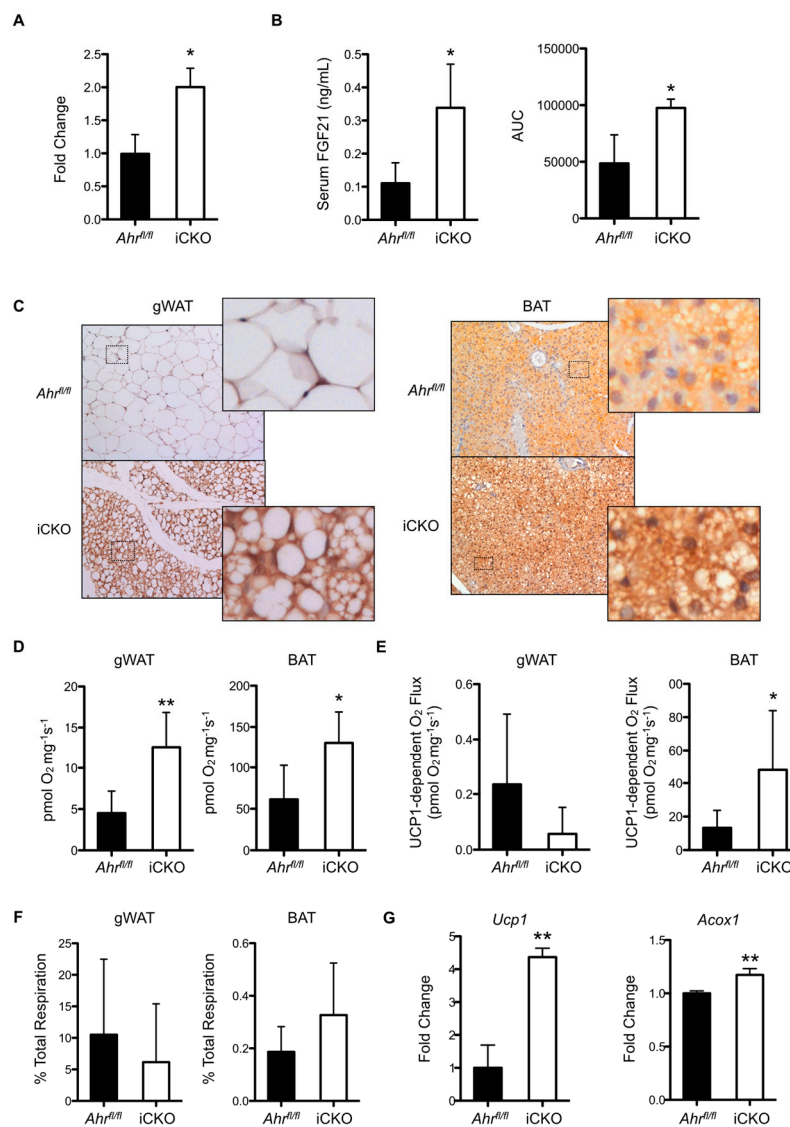 A
Fold Change
2.5
2.0
1.5
1.0
0.5
0.0
*
Ahrfl/fl
iCKO
B
Serum FGF21 (ng/mL)
0.5
0.4
0.3
0.2
0.1
0.0
*
Ahrfl/fl
iCKO
AUC
150000
100000
50000
0
*
Ahrfl/fl
iCKO
C
gWAT
BAT
Ahrfl/fl
Ahrfl/fl
iCKO
iCKO
D
gWAT
pmol O2 mg-1s-1
20
15
10
5
0
**
Ahrfl/fl
iCKO
BAT
pmol O2 mg-1s-1
200
150
100
50
0
*
Ahrfl/fl
iCKO
E
gWAT
UCP1-dependent O2 Flux
(pmol O2 mg-1s-1)
0.6
0.4
0.2
0.0
Ahrfl/fl
iCKO
BAT
UCP1-dependent O2 Flux
(pmol O2 mg-1s-1)
00
80
60
40
20
0
*
Ahrfl/fl
iCKO
F
gWAT
% Total Respiration
25
20
15
10
5
0
Ahrfl/fl
iCKO
BAT
% Total Respiration
0.6
0.4
0.2
0.0
Ahrfl/fl
iCKO
G
Ucp1
Fold Change
5
4
2
1
0
**
Ahrfl/fl
iCKO
Acox1
Fold Change
1.5
1.0
0.5
0.0
**
Ahrfl/fl
iCKO